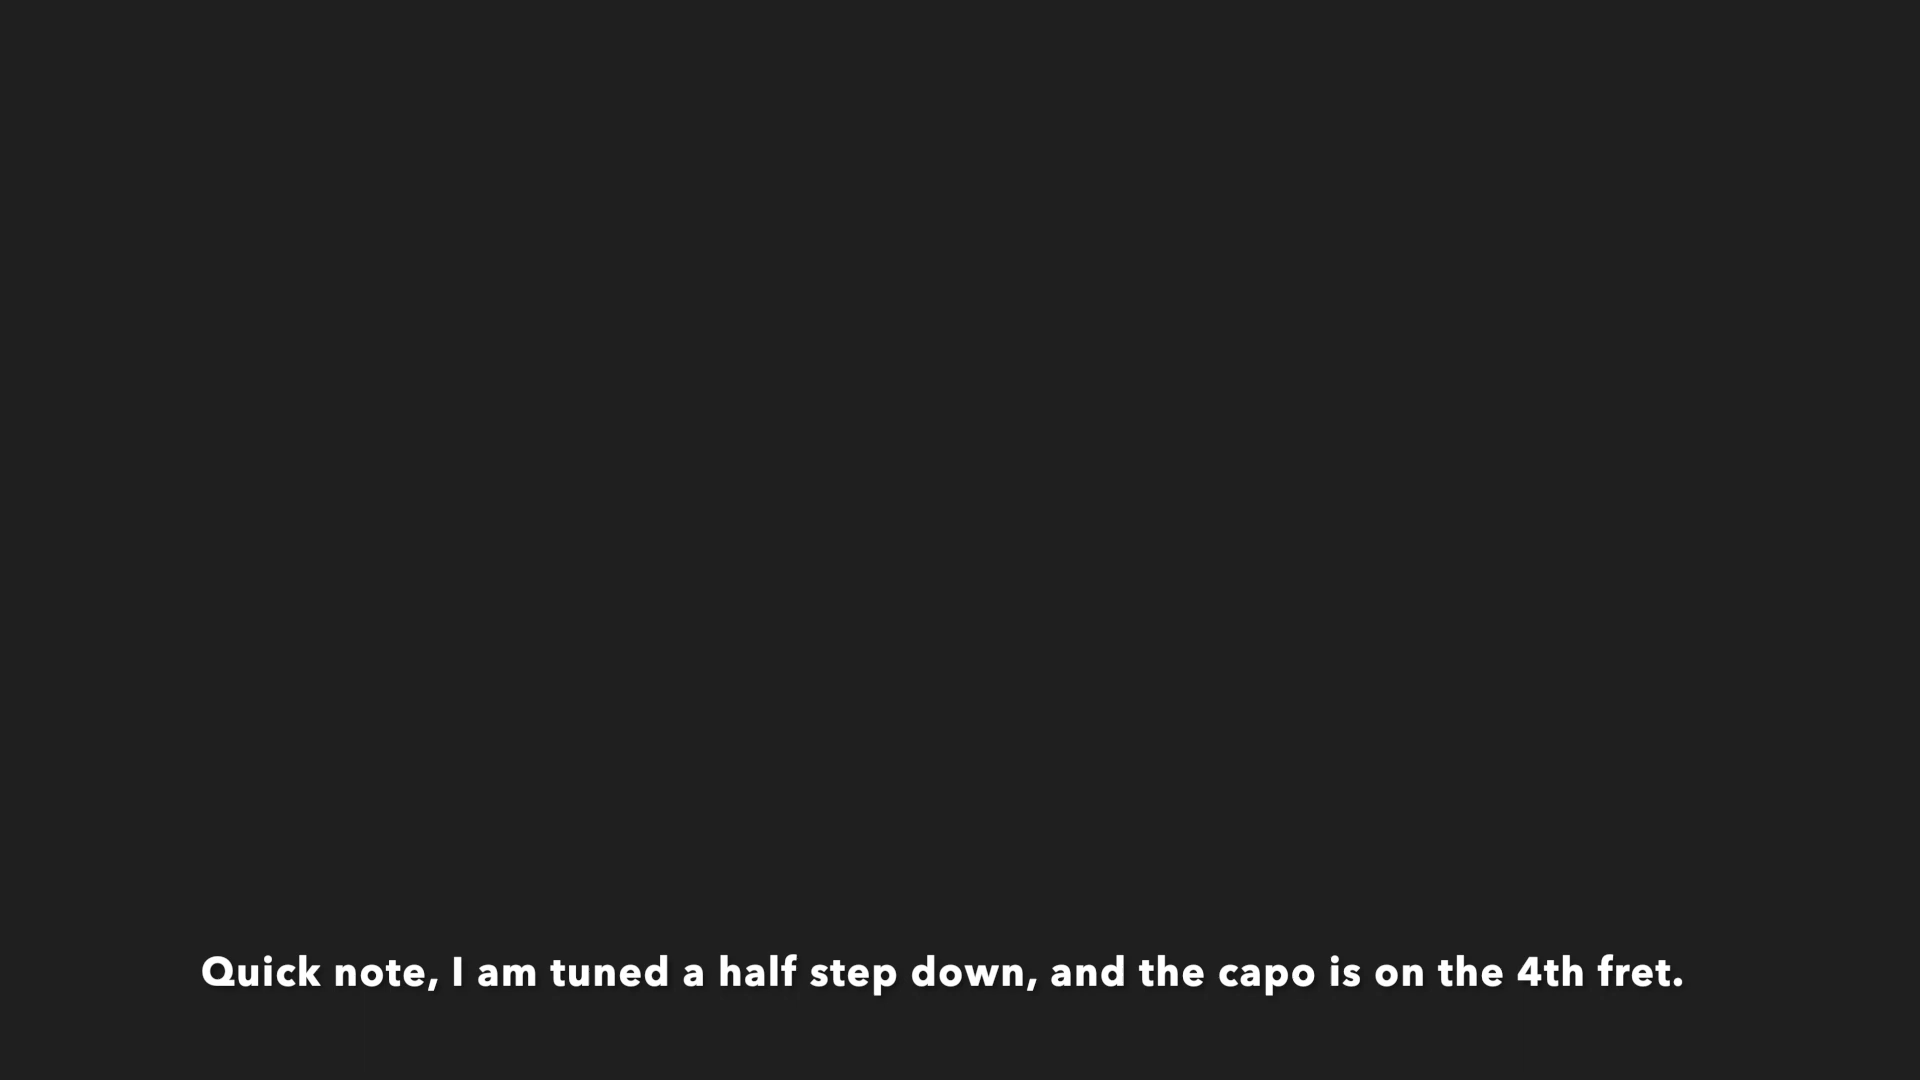 Quick note, I am tuned a half step down, and the capo is on the 4th fret.